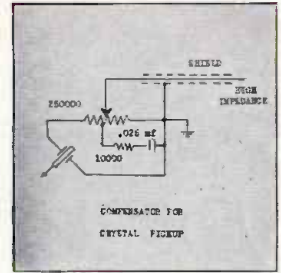 SHIELD
HIGH
IMPEDANCE
250000
.026 mf
10000
COMPENSATOR FOR
CRYSTAL PICKUP